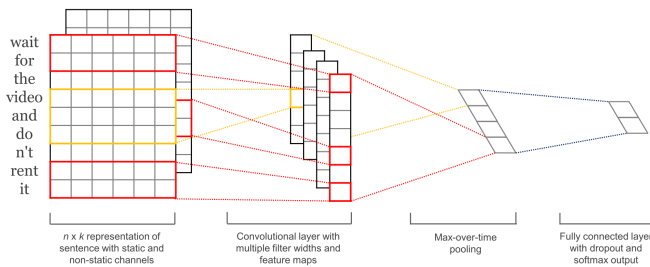 wait
for
the
video
and
do
n't
rent
it
n x k representation of
sentence with static and
non-static channels
Convolutional layer with
multiple filter widths and
feature maps
Max-over-time
pooling
Fully connected layer
with dropout and
softmax output